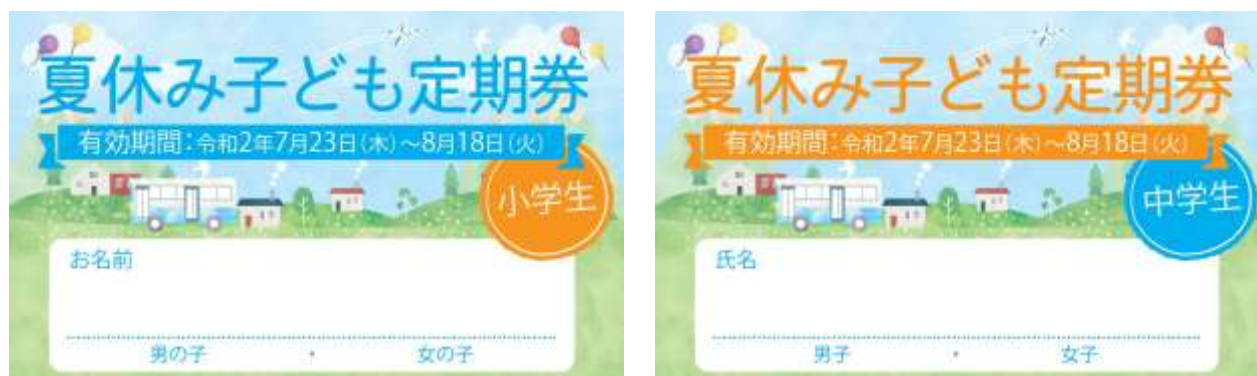 夏休み子ども定期券
有効期間:令和2年7月23日(木)~8月18日(火)
小学生
お名前
男の子 ・ 女の子
夏休み子ども定期券
有効期間:令和2年7月23日(木)~8月18日(火)
中学生
氏名
男子 ・ 女子